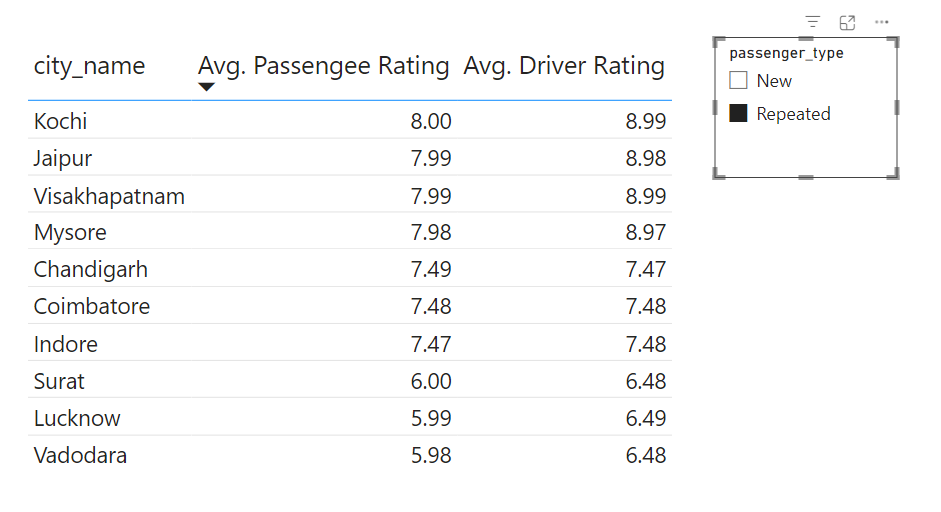 city_name Avg. Passengee Rating Avg. Driver Rating
Kochi 8.00 8.99
Jaipur 7.99 8.98
Visakhapatnam 7.99 8.99
Mysore 7.98 8.97
Chandigarh 7.49 7.47
Coimbatore 7.48 7.48
Indore 7.47 7.48
Surat 6.00 6.48
Lucknow 5.99 6.49
Vadodara 5.98 6.48
passenger_type
New
Repeated